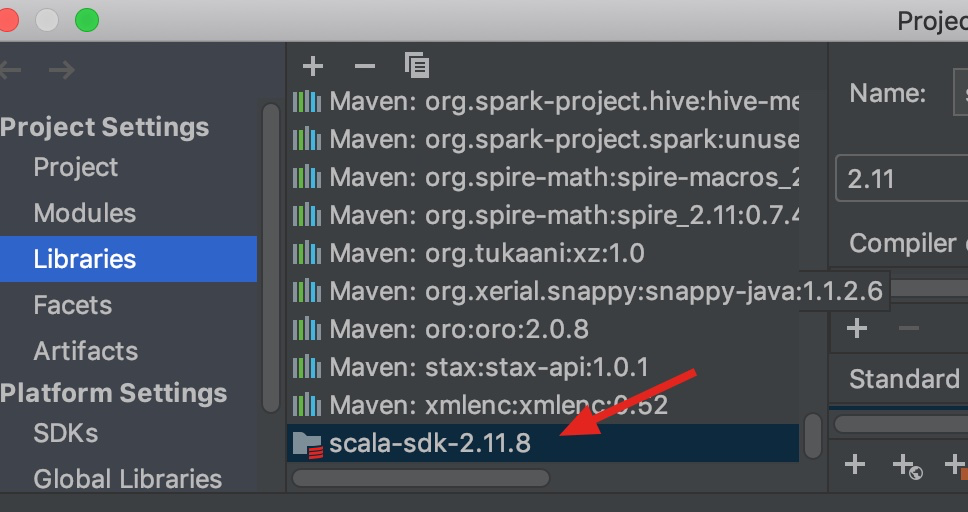 Projec
Project Settings
Project
Modules
Libraries
Facets
Artifacts
Platform Settings
SDKs
Global Libraries
Maven: org.spark-project.hive:hive-me
Maven: org.spark-project.spark:unuse
Maven: org.spire-math:spire-macros_2
Maven: org.spire-math:spire_2.11:0.7.4
Maven: org.tukaani:xz:1.0
Maven: org.xerial.snappy:snappy-java:1.1.2.6
Maven: oro:oro:2.0.8
Maven: stax:stax-api:1.0.1
Maven: xmlenc:xmlenc:0.52
scala-sdk-2.11.8
Name:
2.11
Compiler
Standard